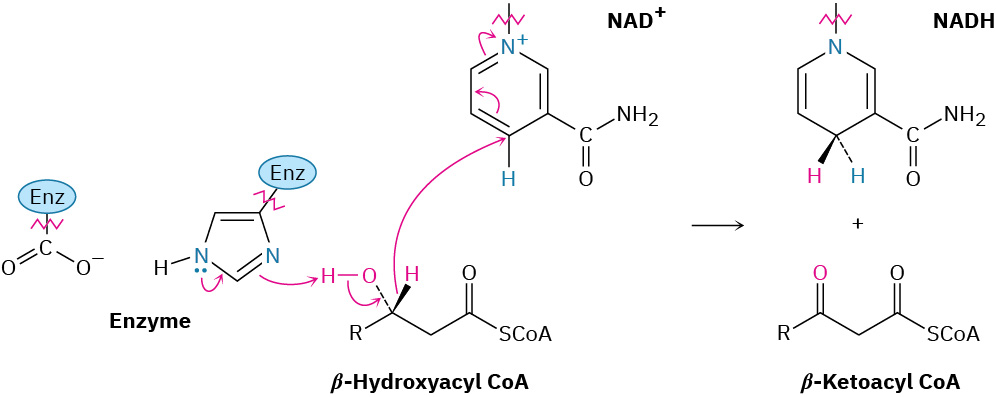 NAD+
NADH
N+
N
NH2
NH2
C
C
H
O
H
H
O
Enz
Enz
C
O
O−
H
N
N
H
O
H
O
R
SCoA
+
O
O
R
SCoA
Enzyme
β-Hydroxyacyl CoA
β-Ketoacyl CoA